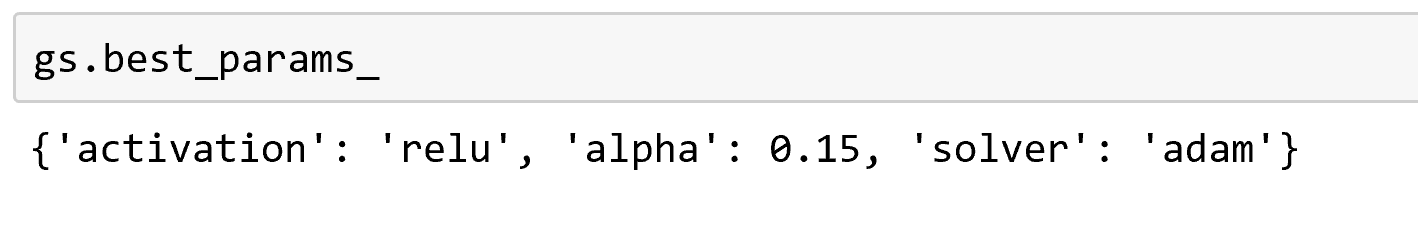 gs.best_params_
{'activation': 'relu', 'alpha': 0.15, 'solver': 'adam'}